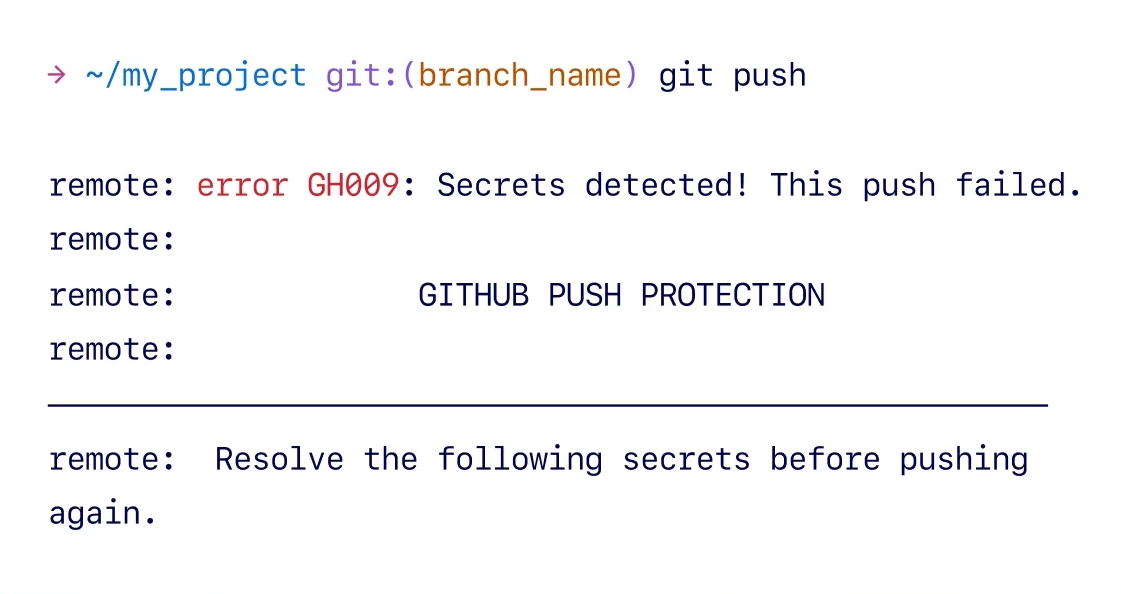 → ~/my_project git:(branch_name) git push
remote: error GH009: Secrets detected! This push failed.
remote:
remote: GITHUB PUSH PROTECTION
remote:
remote: Resolve the following secrets before pushing
again.